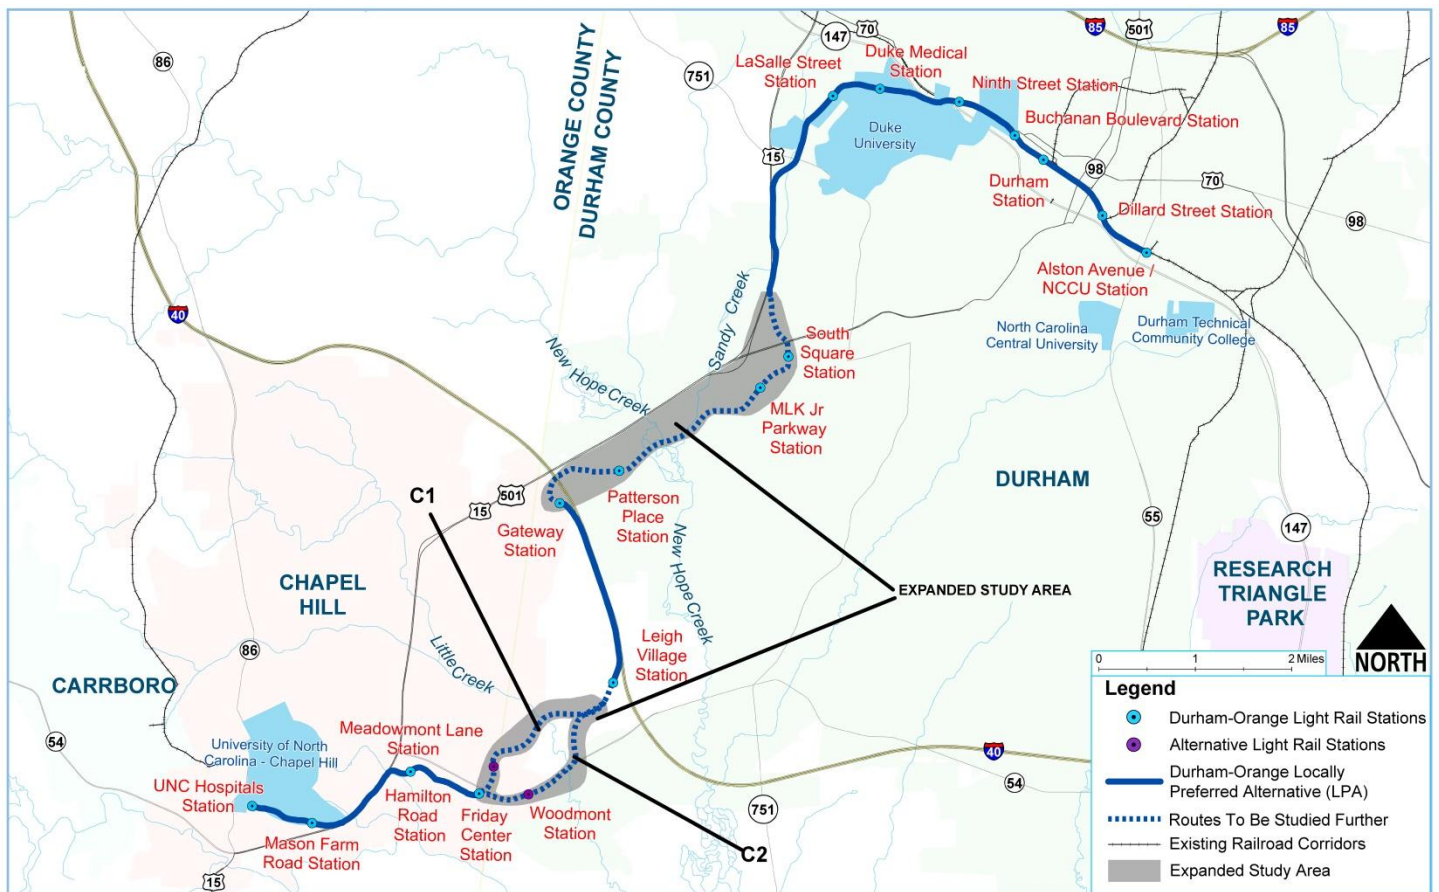 85
501
85
86
147
70
Duke Medical
Station
LaSalle Street
Station
751
Ninth Street Station
ORANGE COUNTY
DURHAM COUNTY
Buchanan Boulevard Station
Duke
University
15
98
70
Durham
Station
Dillard Street Station
98
Alston Avenue /
NCCU Station
40
Sandy Creek
North Carolina
Central University
Durham Technical
Community College
South
Square
Station
New Hope Creek
MLK Jr
Parkway
Station
DURHAM
C1
501
15
Patterson
Place
Station
Gateway
Station
55
147
New Hope Creek
CHAPEL
HILL
RESEARCH
TRIANGLE
PARK
EXPANDED STUDY AREA
86
Little Creek
Leigh
Village
Station
NORTH
CARRBORO
0
1
2 Miles
54
Meadowmont Lane
Station
University of North
Carolina - Chapel Hill
UNC Hospitals
Station
Hamilton
Road
Station
Friday
Center
Station
Woodmont
Station
Mason Farm
Road Station
15
C2
751
40
54
Legend
Durham-Orange Light Rail Stations
Alternative Light Rail Stations
Durham-Orange Locally
Preferred Alternative (LPA)
Routes To Be Studied Further
Existing Railroad Corridors
Expanded Study Area